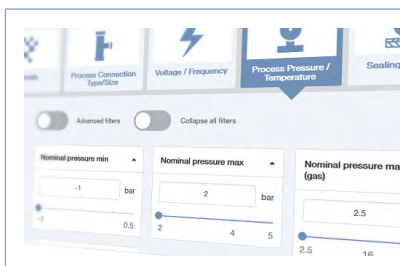 Process Connection
Type/Size
Voltage / Frequency
Process Pressure /
Temperature
Sealing
Advanced filters
Collapse all filters
Nominal pressure min
Nominal pressure max
Nominal pressure ma
(gas)
-1
bar
2
bar
2.5
-1
0.5
2
4
5
2.5
16